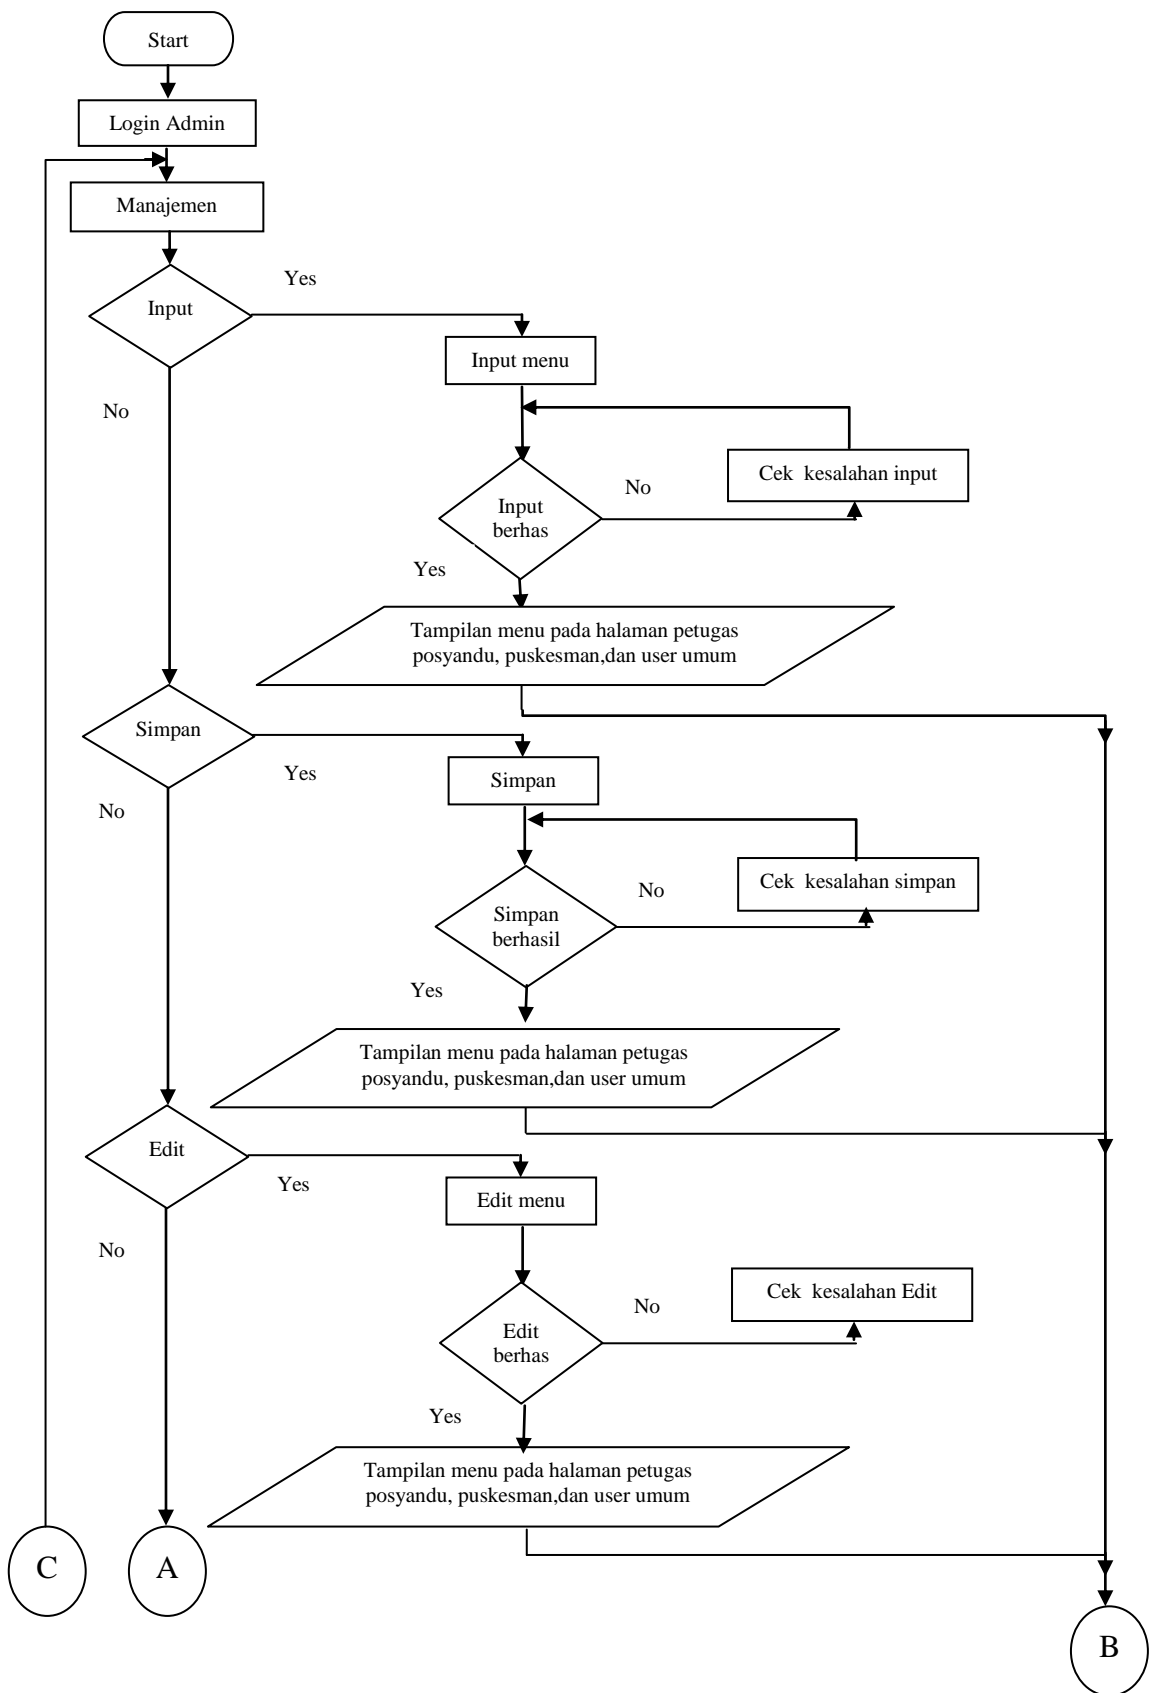 Start
Login Admin
Manajemen
Yes
Input
Input menu
No
Cek kesalahan input
No
Input
berhas
Yes
Tampilan menu pada halaman petugas
posyandu, puskesman,dan user umum
Simpan
Yes
Simpan
No
Cek kesalahan simpan
No
Simpan
berhasil
Yes
Tampilan menu pada halaman petugas
posyandu, puskesman,dan user umum
Edit
Yes
Edit menu
No
Cek kesalahan Edit
No
Edit
berhas
Yes
Tampilan menu pada halaman petugas
posyandu, puskesman,dan user umum
C
A
B